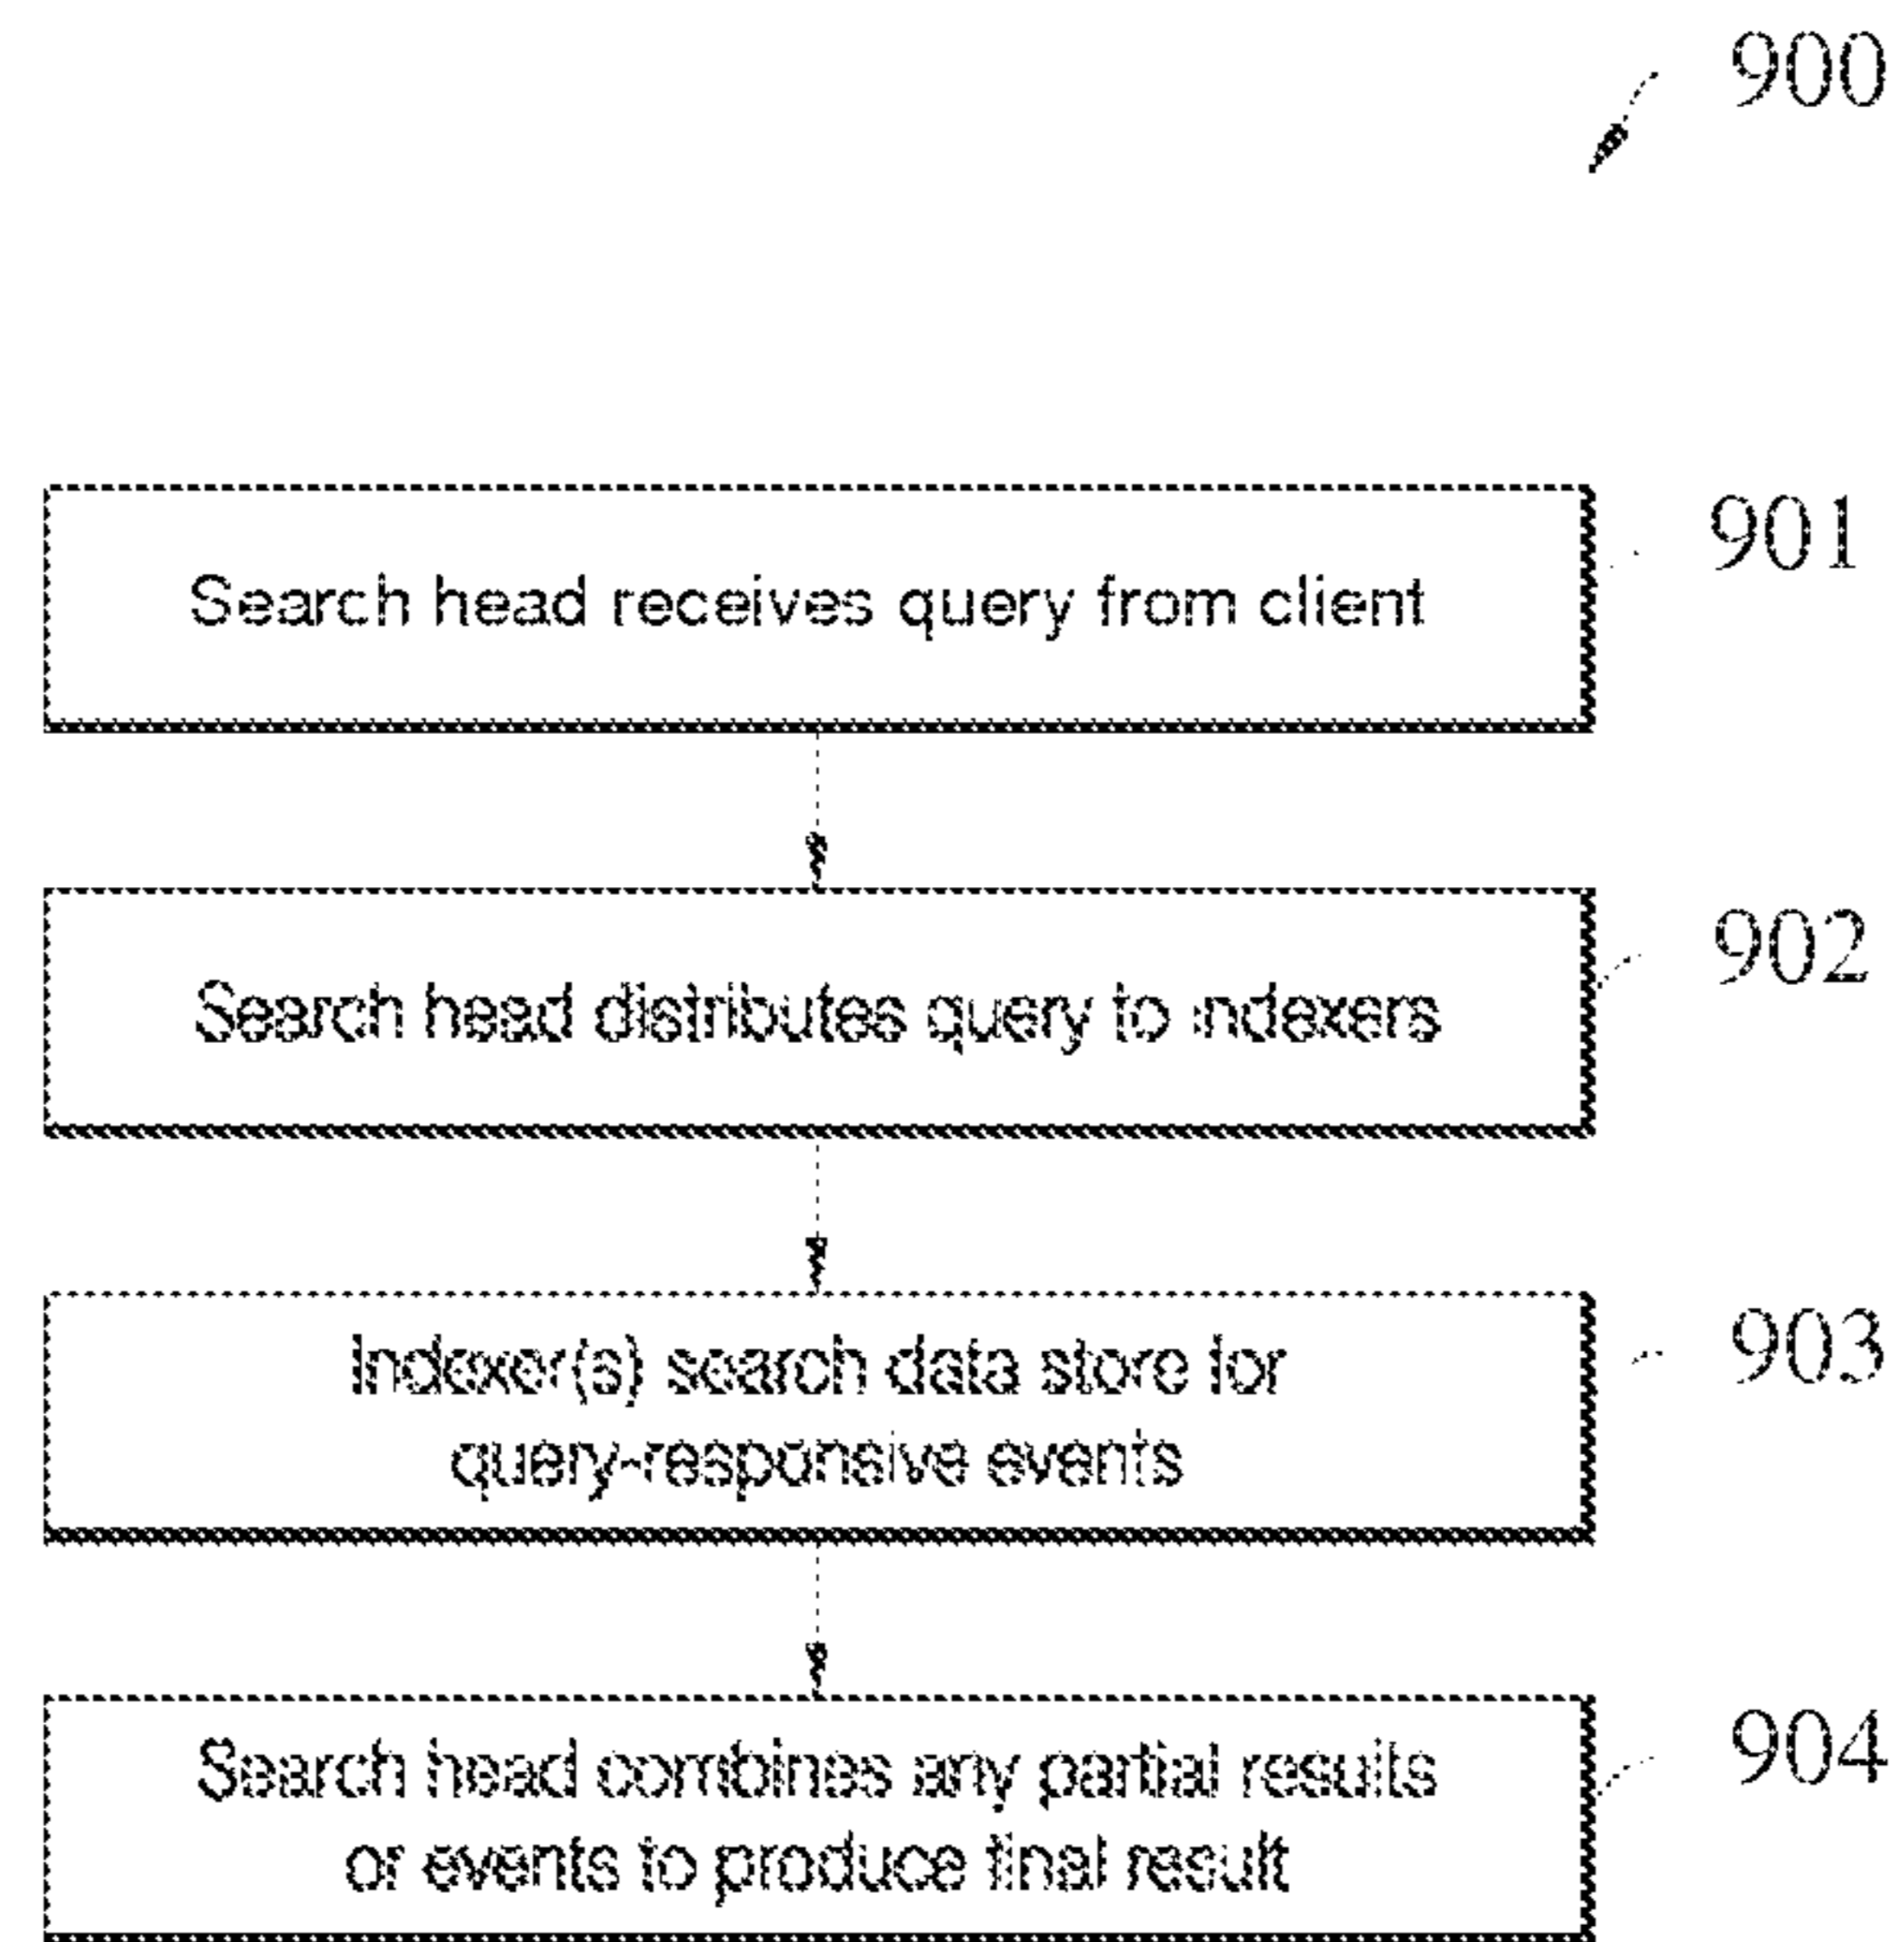 900
Search head receives query from client
901
Search head distributes query to indexers
902
Indexer(s) search data store for
query-responsive events
903
Search head combines any partial results
or events to produce final result
904